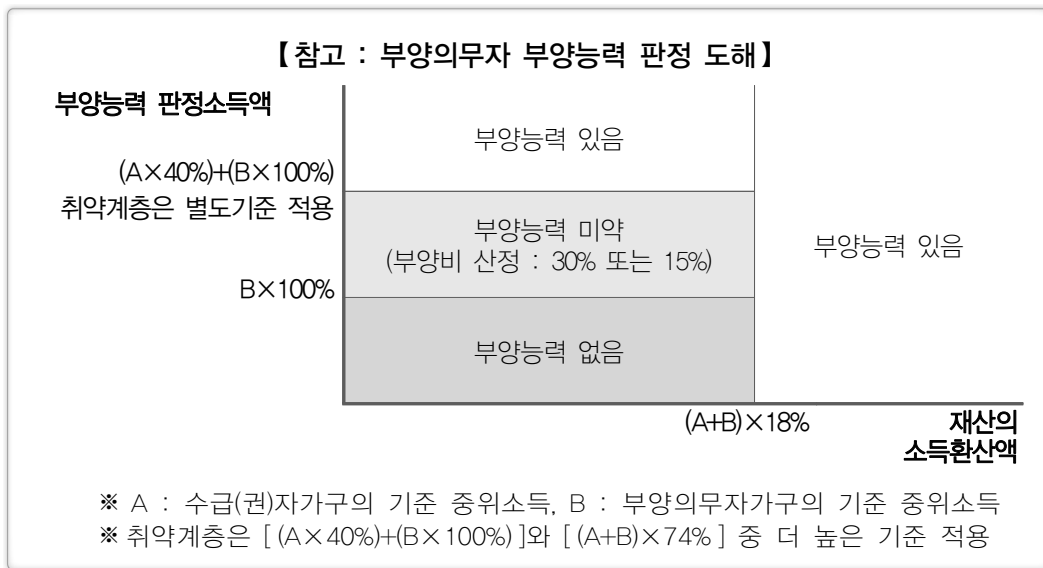 【참고 : 부양의무자 부양능력 판정 도해】
부양능력 판정소득액
부양능력 있음
(A×40%)+(B×100%)
취약계층은 별도기준 적용
부양능력 미약
(부양비 산정 : 30% 또는 15%)
부양능력 있음
B×100%
부양능력 없음
(A+B)×18%
재산의
소득환산액
※ A : 수급(권)자가구의 기준 중위소득, B : 부양의무자가구의 기준 중위소득
※ 취약계층은 [(A×40%)+(B×100%)]와 [(A+B)×74%] 중 더 높은 기준 적용